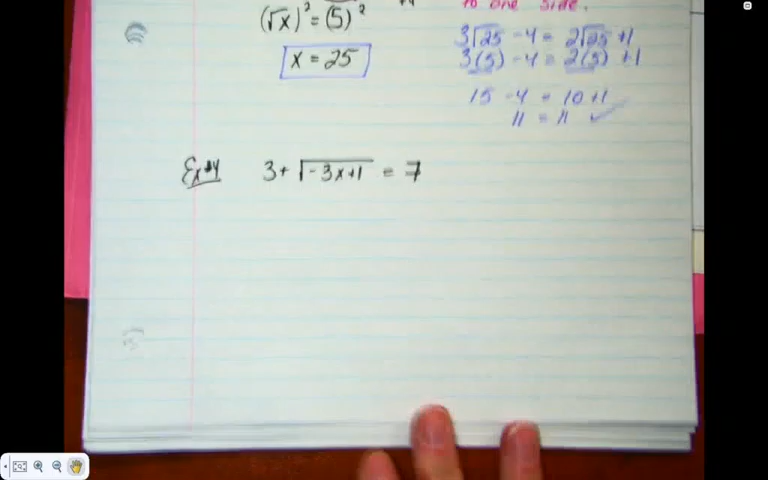 to one side.
(√x)² = (5)²
x = 25
3√25 - 4 = 2√25 + 1
3(5) - 4 = 2(5) + 1
15 - 4 = 10 + 1
11 = 11 ✓
Ex#4 3 + √-3x+1 = 7